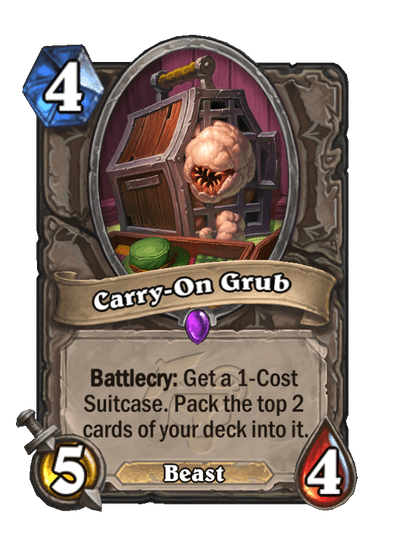 4
Carry-On Grub
Battlecry: Get a 1-Cost
Suitcase. Pack the top 2
cards of your deck into it.
5
Beast
4